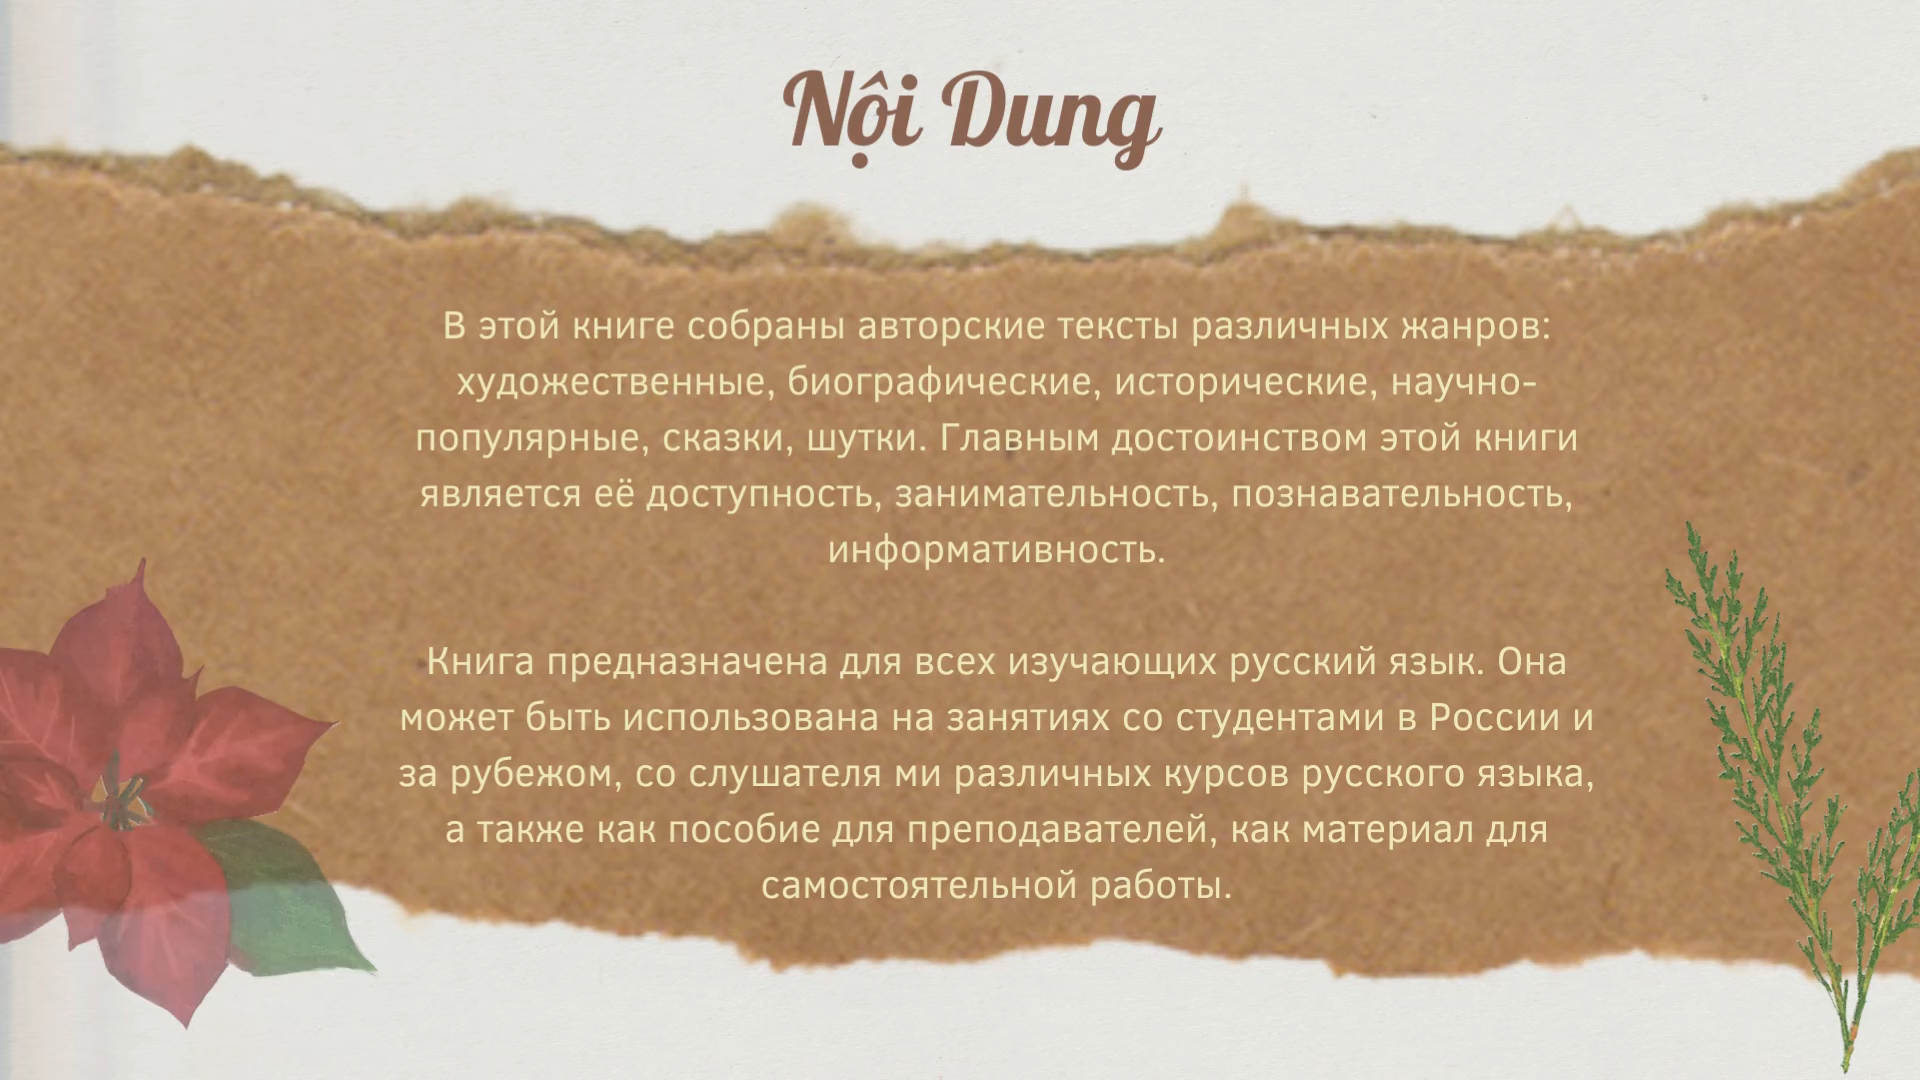 Nội Dung
В этой книге собраны авторские тексты различных жанров:
художественные, биографические, исторические, научно-
популярные, сказки, шутки. Главным достоинством этой книги
является её доступность, занимательность, познавательность,
информативность.
Книга предназначена для всех изучающих русский язык. Она
может быть использована на занятиях со студентами в России и
за рубежом, со слушателя ми различных курсов русского языка,
а также как пособие для преподавателей, как материал для
самостоятельной работы.